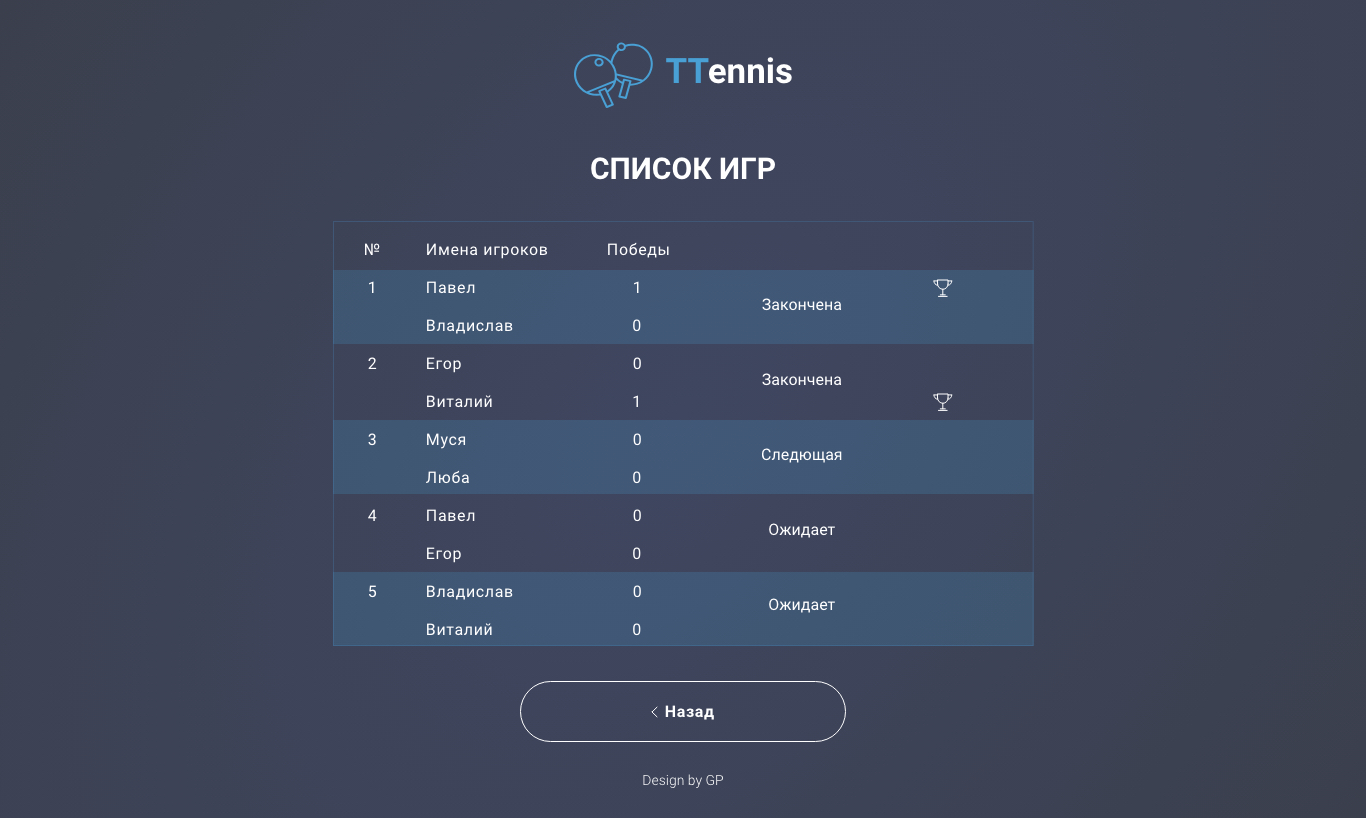 TTennis
СПИСОК ИГР
№ Имена игроков Победы
1 Павел 1
Закончена
Владислав 0
2 Егор 0
Закончена
Виталий 1
3 Муся 0
Следющая
Люба 0
4 Павел 0
Ожидает
Егор 0
5 Владислав 0
Ожидает
Виталий 0
Назад
Design by GP